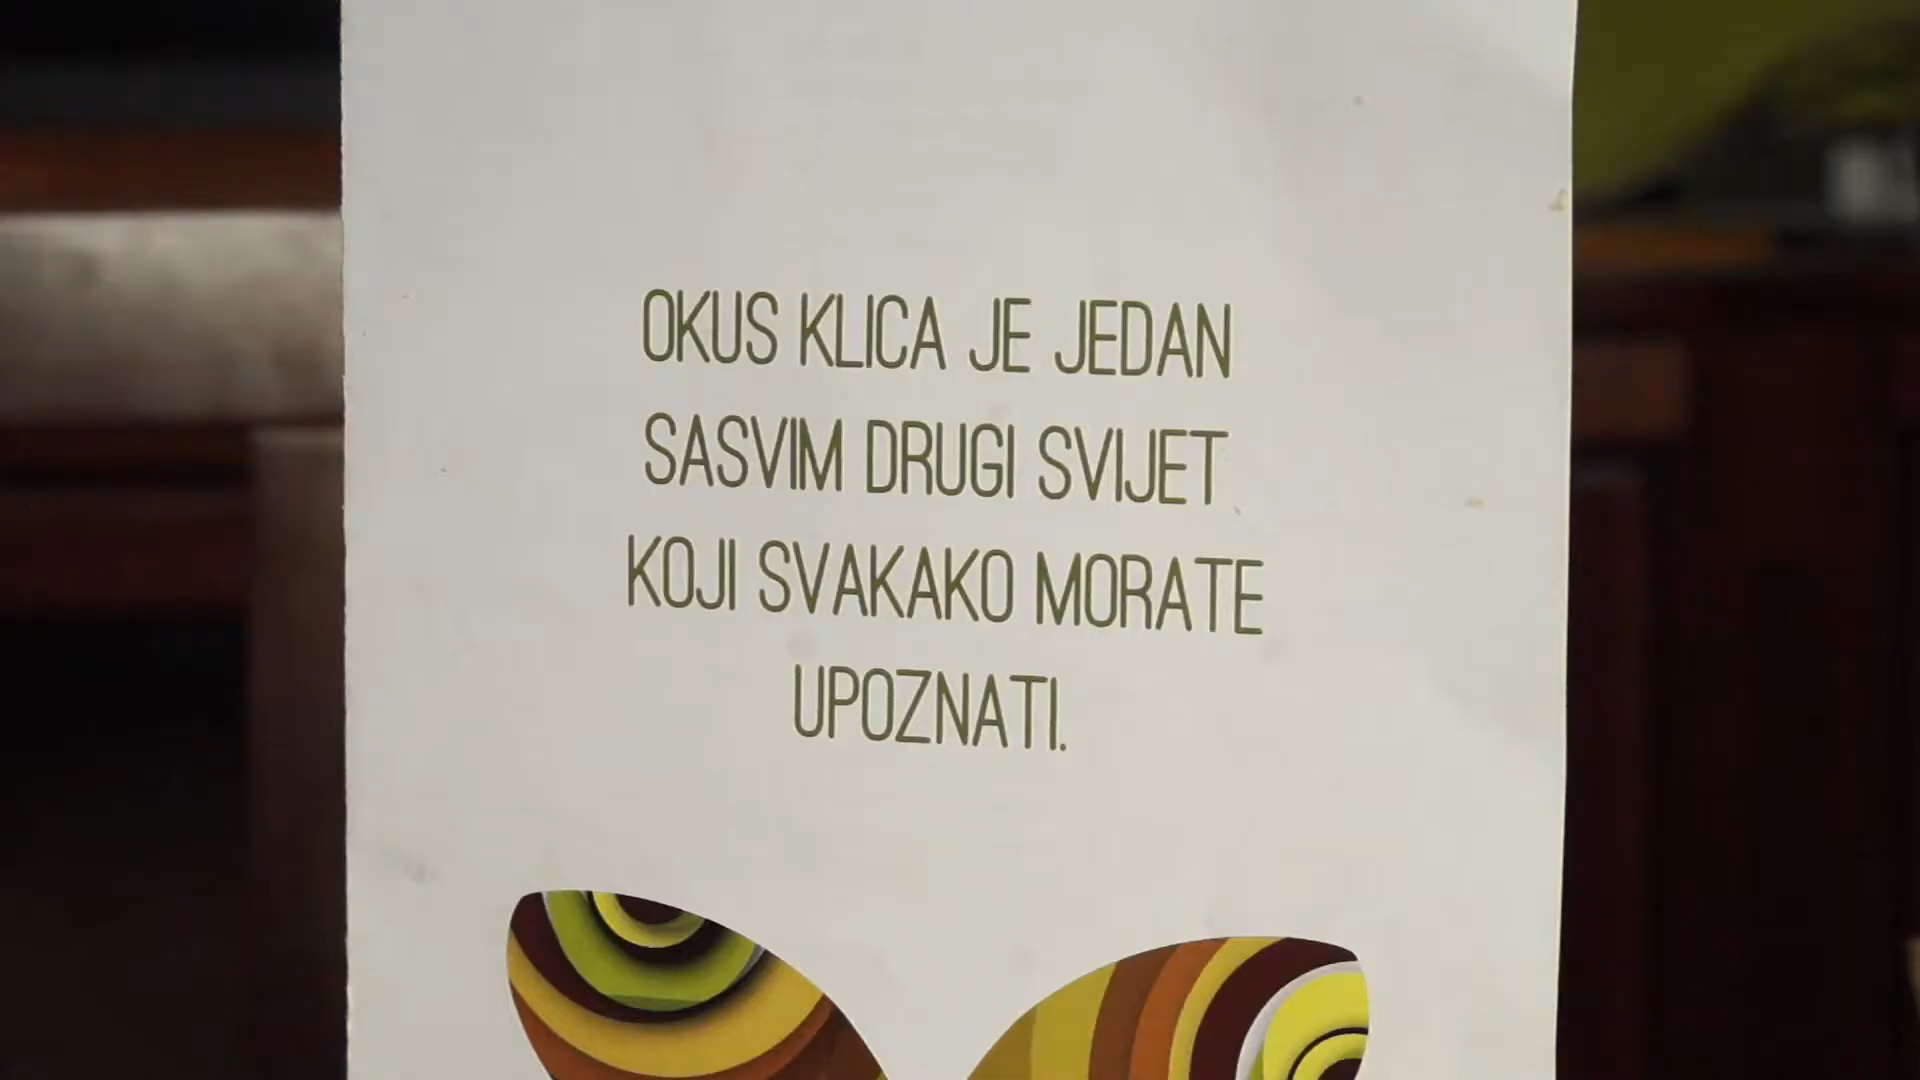 OKUS KLICA JE JEDAN
SASVIM DRUGI SVIJET
KOJI SVAKAKO MORATE
UPOZNATI.